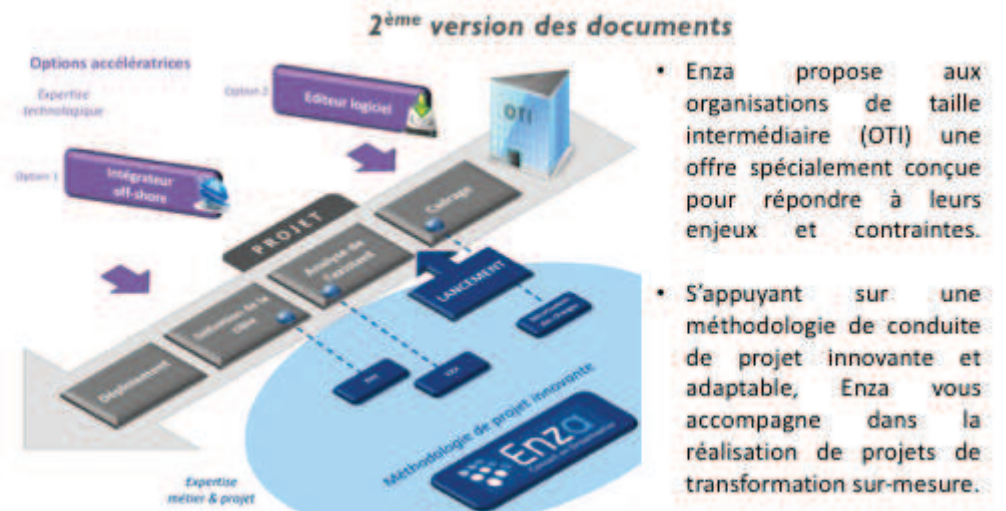 2ème version des documents
Options accélératrices
Expertise
technologique
Option 2
Editeur logiciel
OTI
Option 1
Intégrateur
off-shore
PROJET
Cadrage
Analyse de
l'existant
LANCEMENT
Définition de la
cible
Déploiement
Méthodologie de projet innovante
Enza
Expertise
métier & projet
• Enza propose aux
organisations de taille
intermédiaire (OTI) une
offre spécialement conçue
pour répondre à leurs
enjeux et contraintes.
• S'appuyant sur une
méthodologie de conduite
de projet innovante et
adaptable, Enza vous
accompagne dans la
réalisation de projets de
transformation sur-mesure.